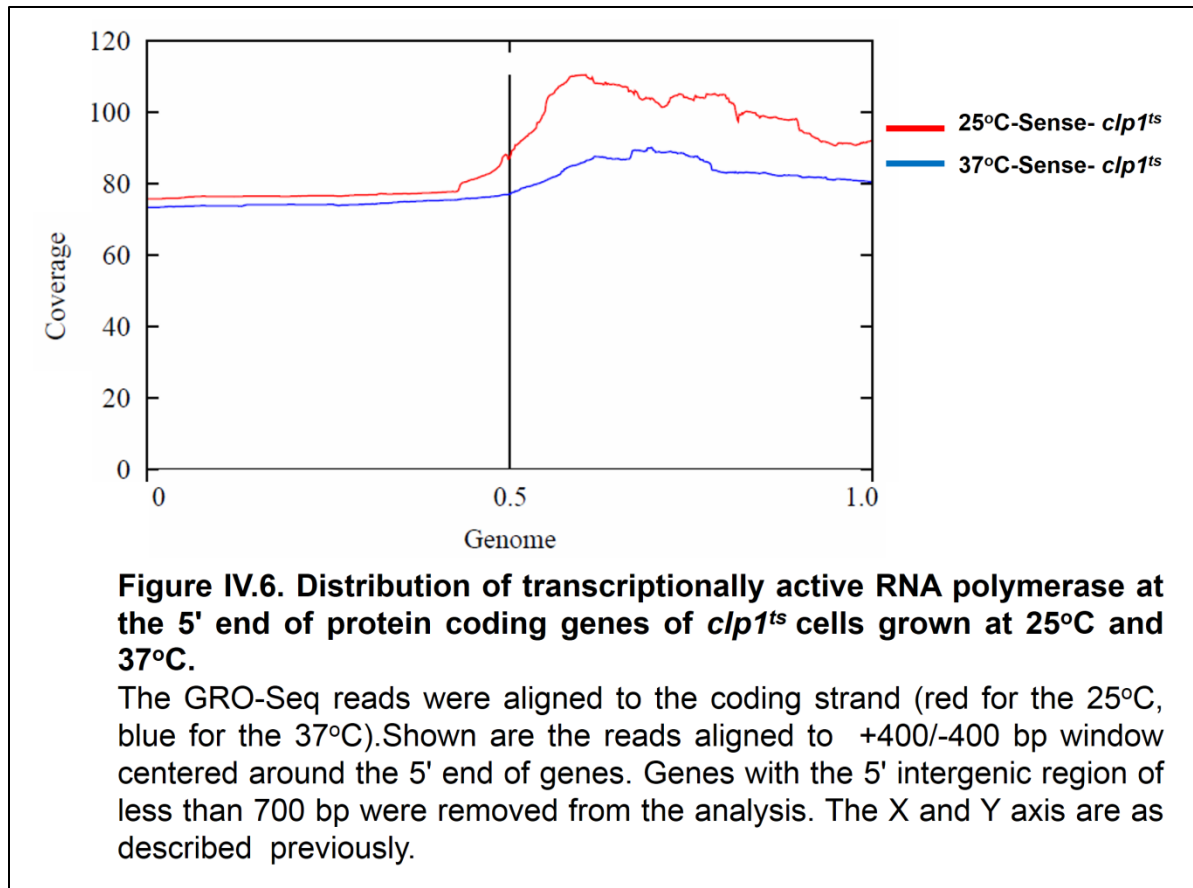 120
100
80
60
40
20
0
Coverage
0
0.5
1.0
Genome
25ºC-Sense- clp1ts
37ºC-Sense- clp1ts
Figure IV.6. Distribution of transcriptionally active RNA polymerase at
the 5' end of protein coding genes of clp1ts cells grown at 25ºC and
37ºC.
The GRO-Seq reads were aligned to the coding strand (red for the 25ºC,
blue for the 37ºC).Shown are the reads aligned to +400/-400 bp window
centered around the 5' end of genes. Genes with the 5' intergenic region of
less than 700 bp were removed from the analysis. The X and Y axis are as
described previously.